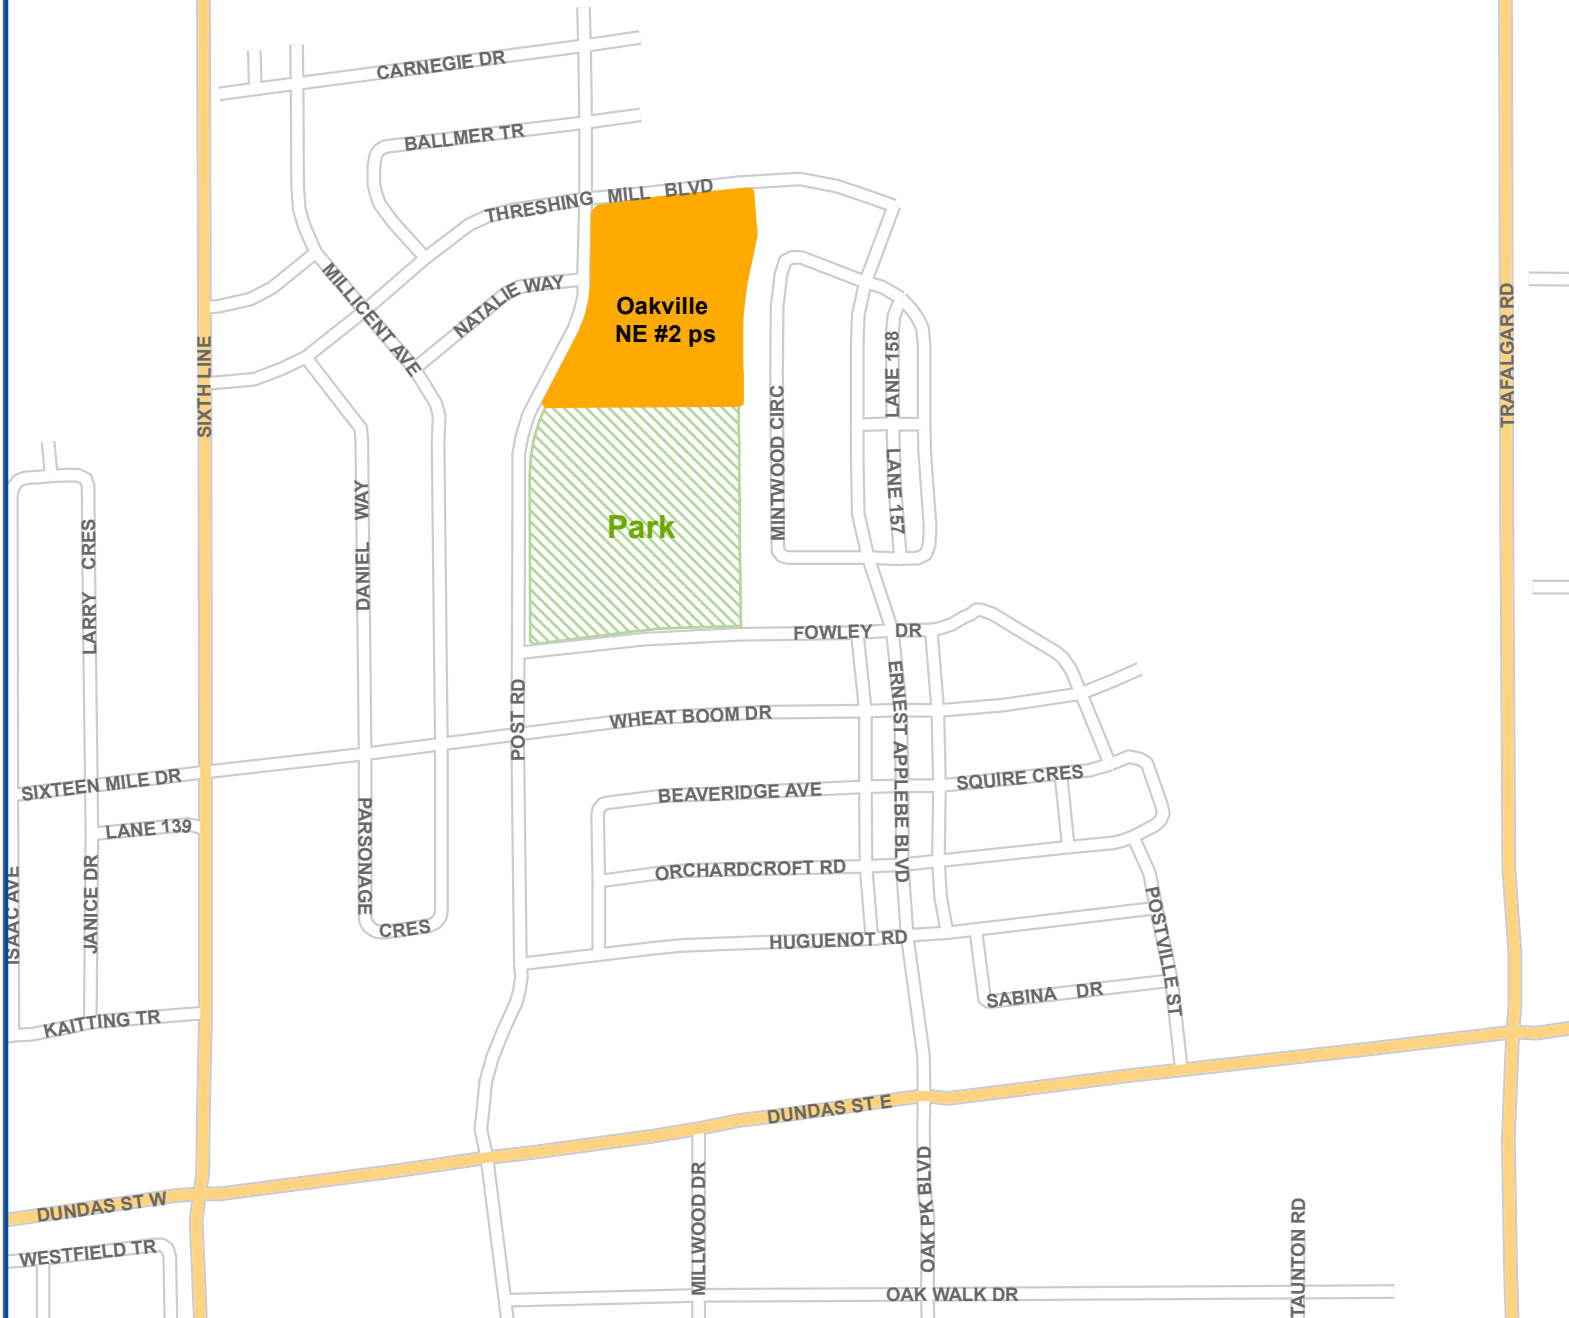 CARNEGIE DR
BALLMER TR
THRESHING MILL BLVD
MILLICENT AVE
NATALIE WAY
Oakville
NE #2 ps
SIXTH LINE
TRAFALGAR RD
LANE 158
MINTWOOD CIRC
LANE 157
DANIEL WAY
LARRY CRES
Park
FOWLEY DR
POST RD
WHEAT BOOM DR
ERNEST APPLEBE BLVD
SIXTEEN MILE DR
LANE 139
PARSONAGE
CRES
BEAVERIDGE AVE
SQUIRE CRES
ISAAC AVE
JANICE DR
ORCHARDCROFT RD
HUGUENOT RD
POSTVILLE ST
SABINA DR
KAITTING TR
DUNDAS ST E
DUNDAS ST W
WESTFIELD TR
MILLWOOD DR
OAK PK BLVD
OAK WALK DR
TAUNTON RD